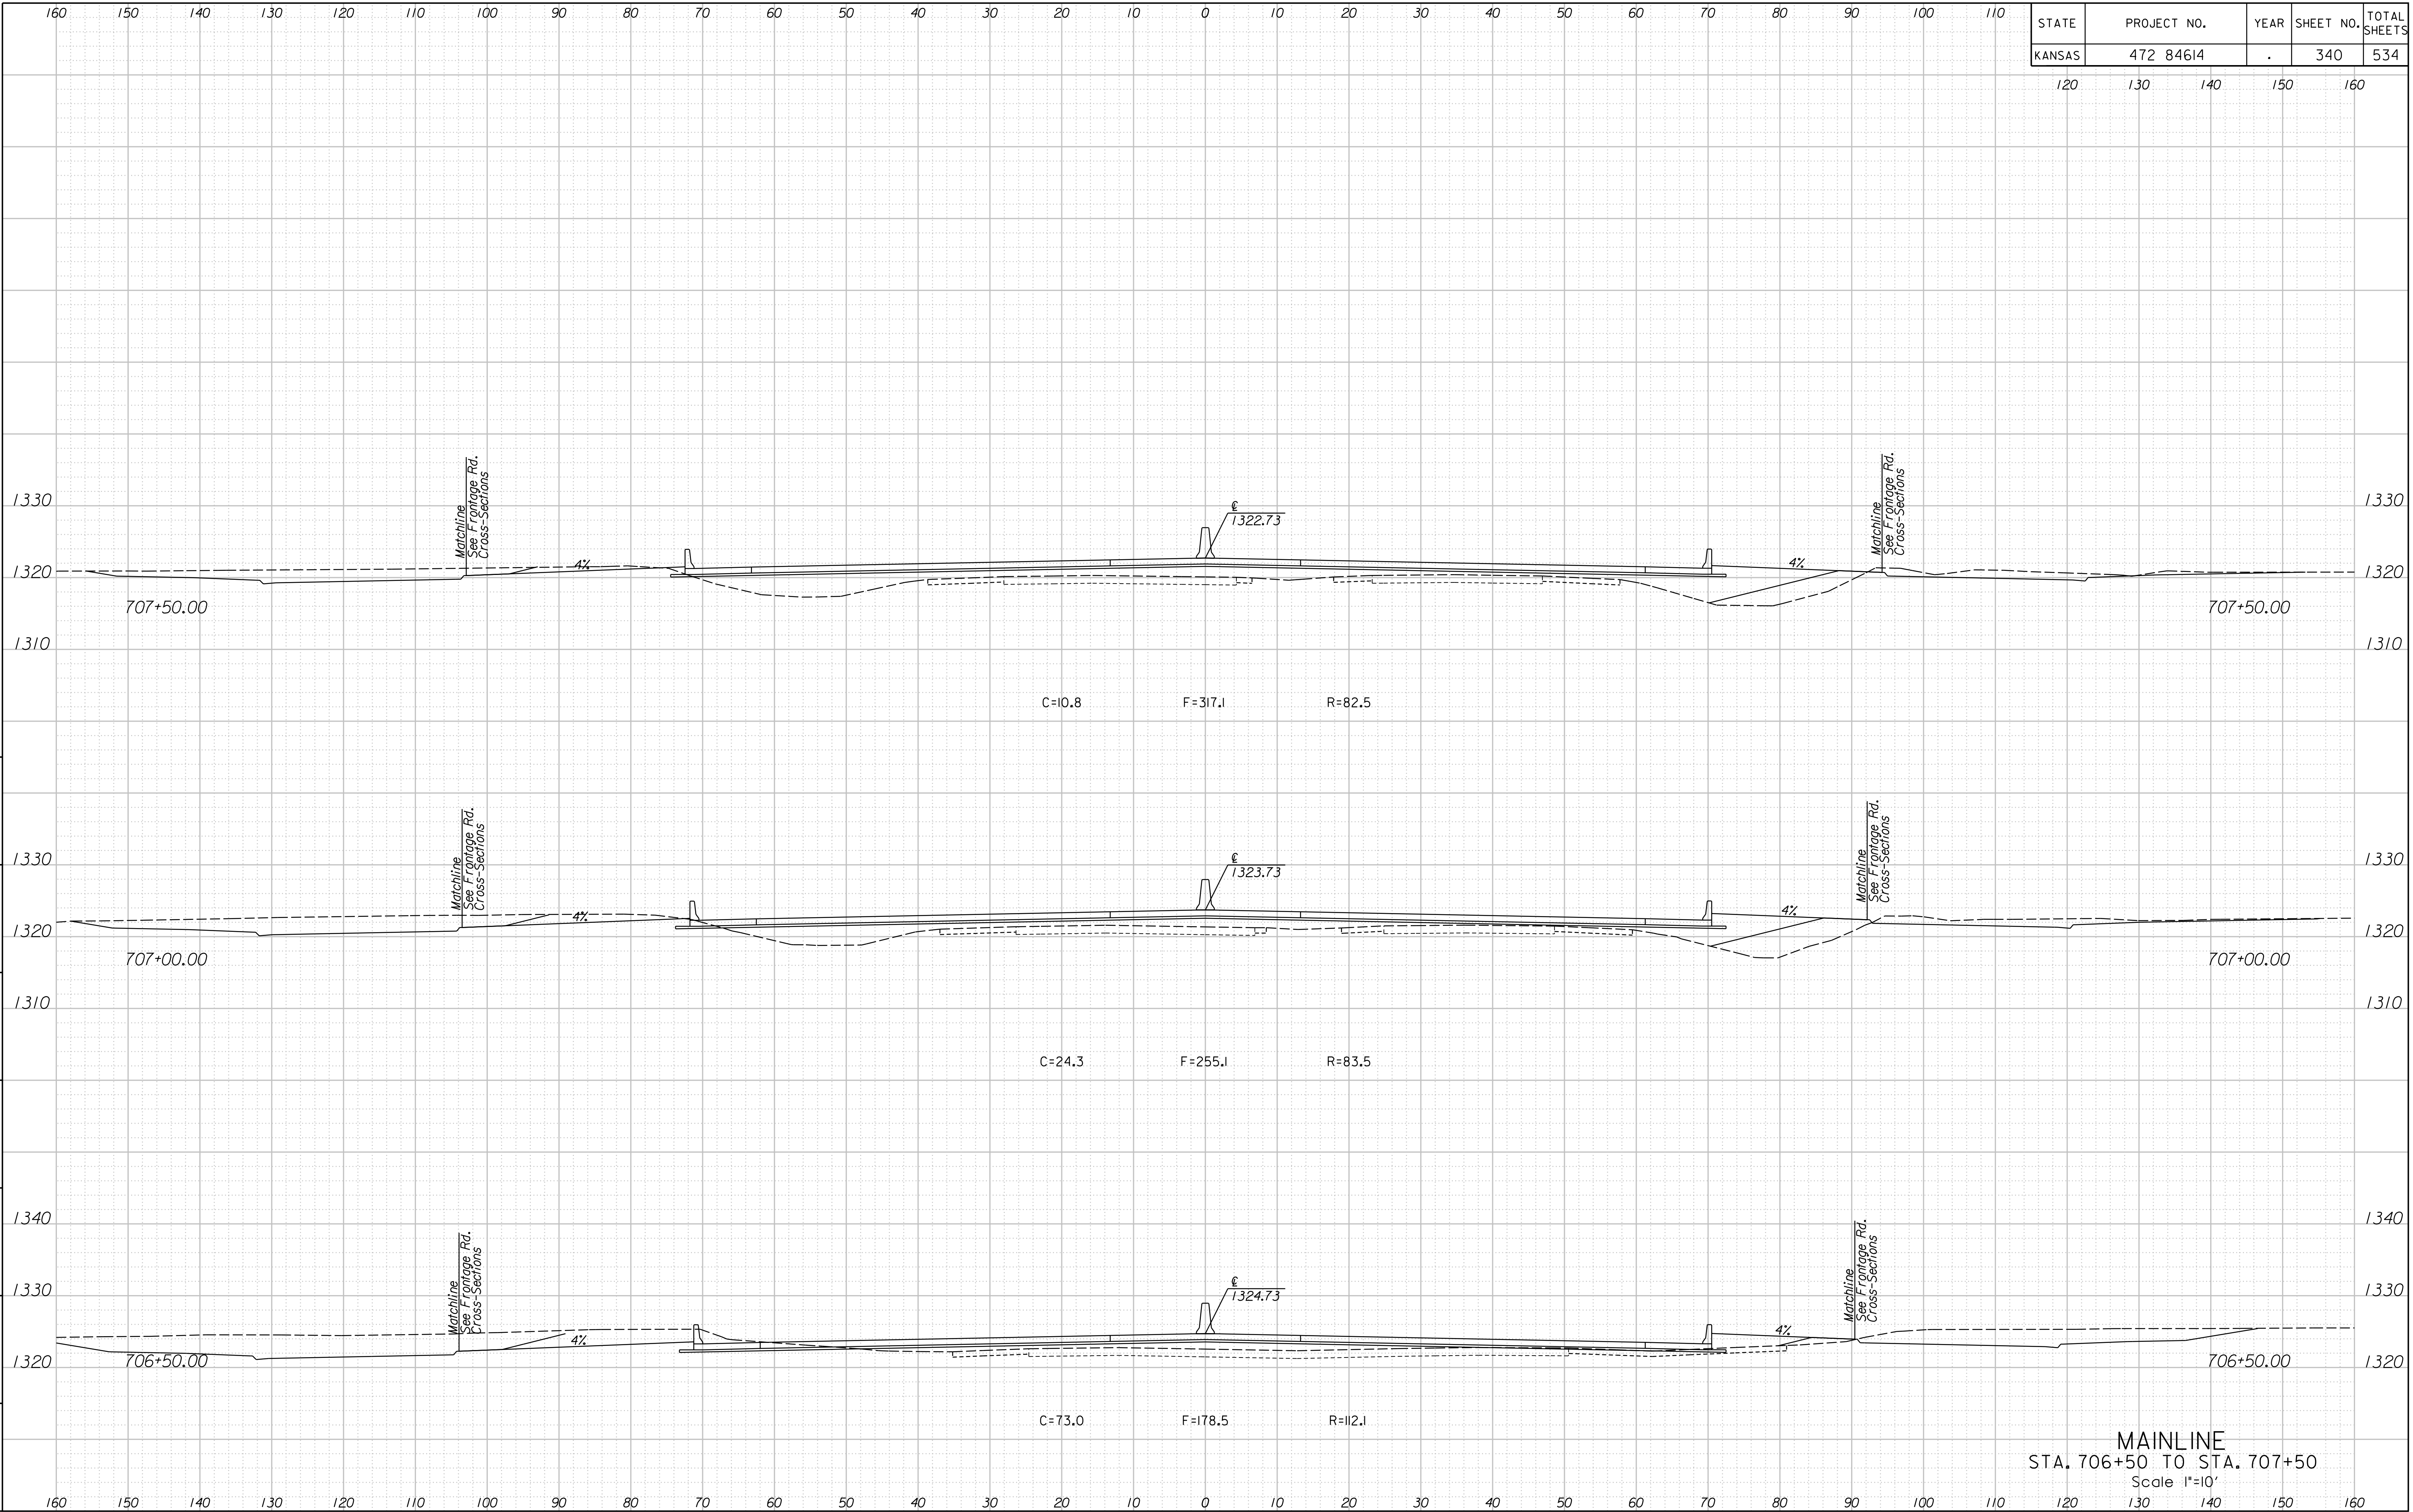 160 150 140 130 120 110 100 90 80 70 60 50 40 30 20 10 0 10 20 30 40 50 60 70 80 90 100 110
STATE PROJECT NO. YEAR SHEET NO. TOTAL SHEETS
KANSAS 472 84614 . 340 534
120 130 140 150 160
Matchline
See Frontage Rd.
Cross-Sections
Matchline
See Frontage Rd.
Cross-Sections
1330 1330
℄
1322.73
4% 4%
1320 1320
707+50.00 707+50.00
1310 1310
C=10.8 F=317.1 R=82.5
Matchline
See Frontage Rd.
Cross-Sections
Matchline
See Frontage Rd.
Cross-Sections
1330 1330
℄
1323.73
4% 4%
1320 1320
707+00.00 707+00.00
1310 1310
C=24.3 F=255.1 R=83.5
1340 1340
Matchline
See Frontage Rd.
Cross-Sections
Matchline
See Frontage Rd.
Cross-Sections
1330 1330
℄
1324.73
4% 4%
1320 706+50.00 706+50.00 1320
C=73.0 F=178.5 R=112.1
MAINLINE
STA. 706+50 TO STA. 707+50
Scale 1"=10'
160 150 140 130 120 110 100 90 80 70 60 50 40 30 20 10 0 10 20 30 40 50 60 70 80 90 100 110 120 130 140 150 160